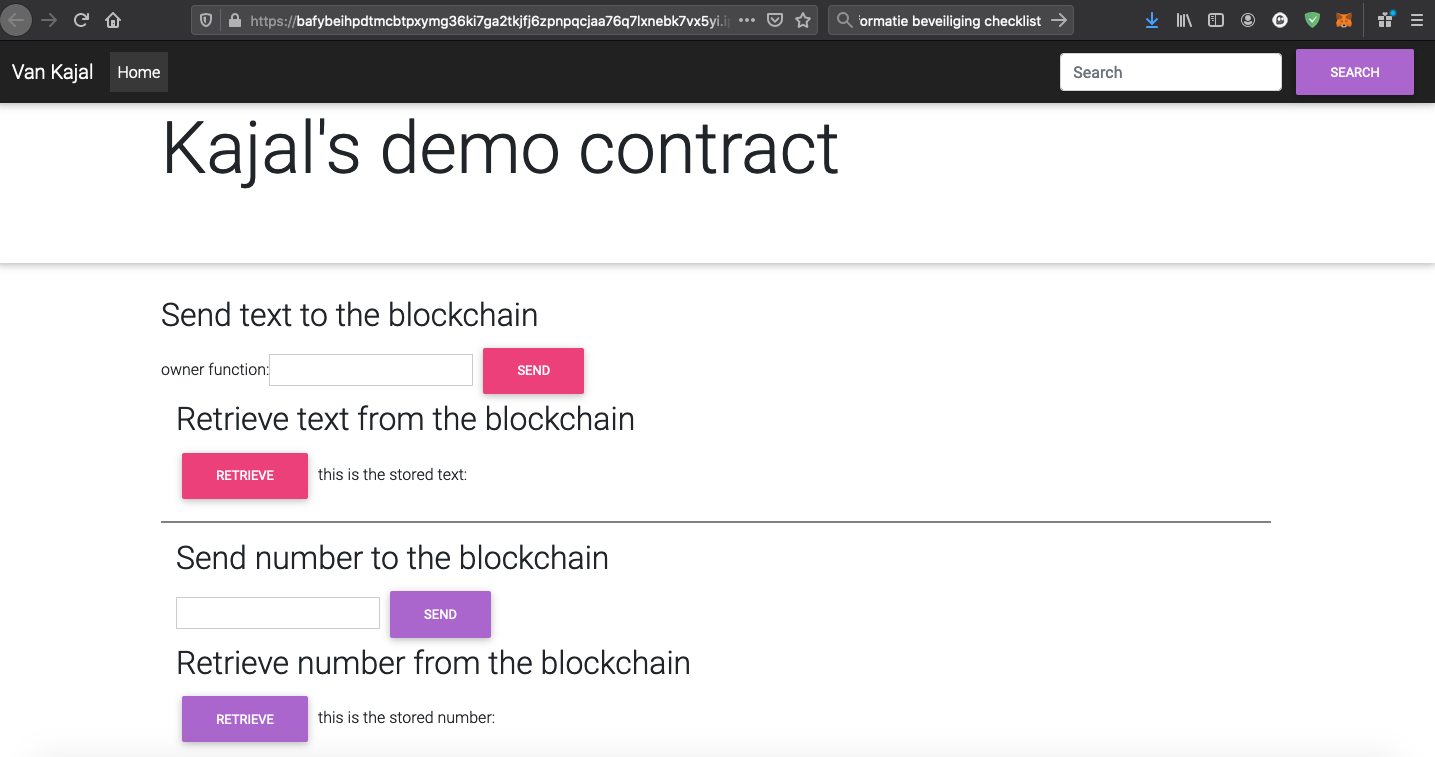 https://bafybeihpdtmcbtpxymg36ki7ga2tkjfj6zpnpqcjaa76q7lxnebk7vx5yi.i
formatie beveiliging checklist
Van Kajal Home Search SEARCH
Kajal's demo contract
Send text to the blockchain
owner function: SEND
Retrieve text from the blockchain
RETRIEVE this is the stored text:
Send number to the blockchain
SEND
Retrieve number from the blockchain
RETRIEVE this is the stored number: